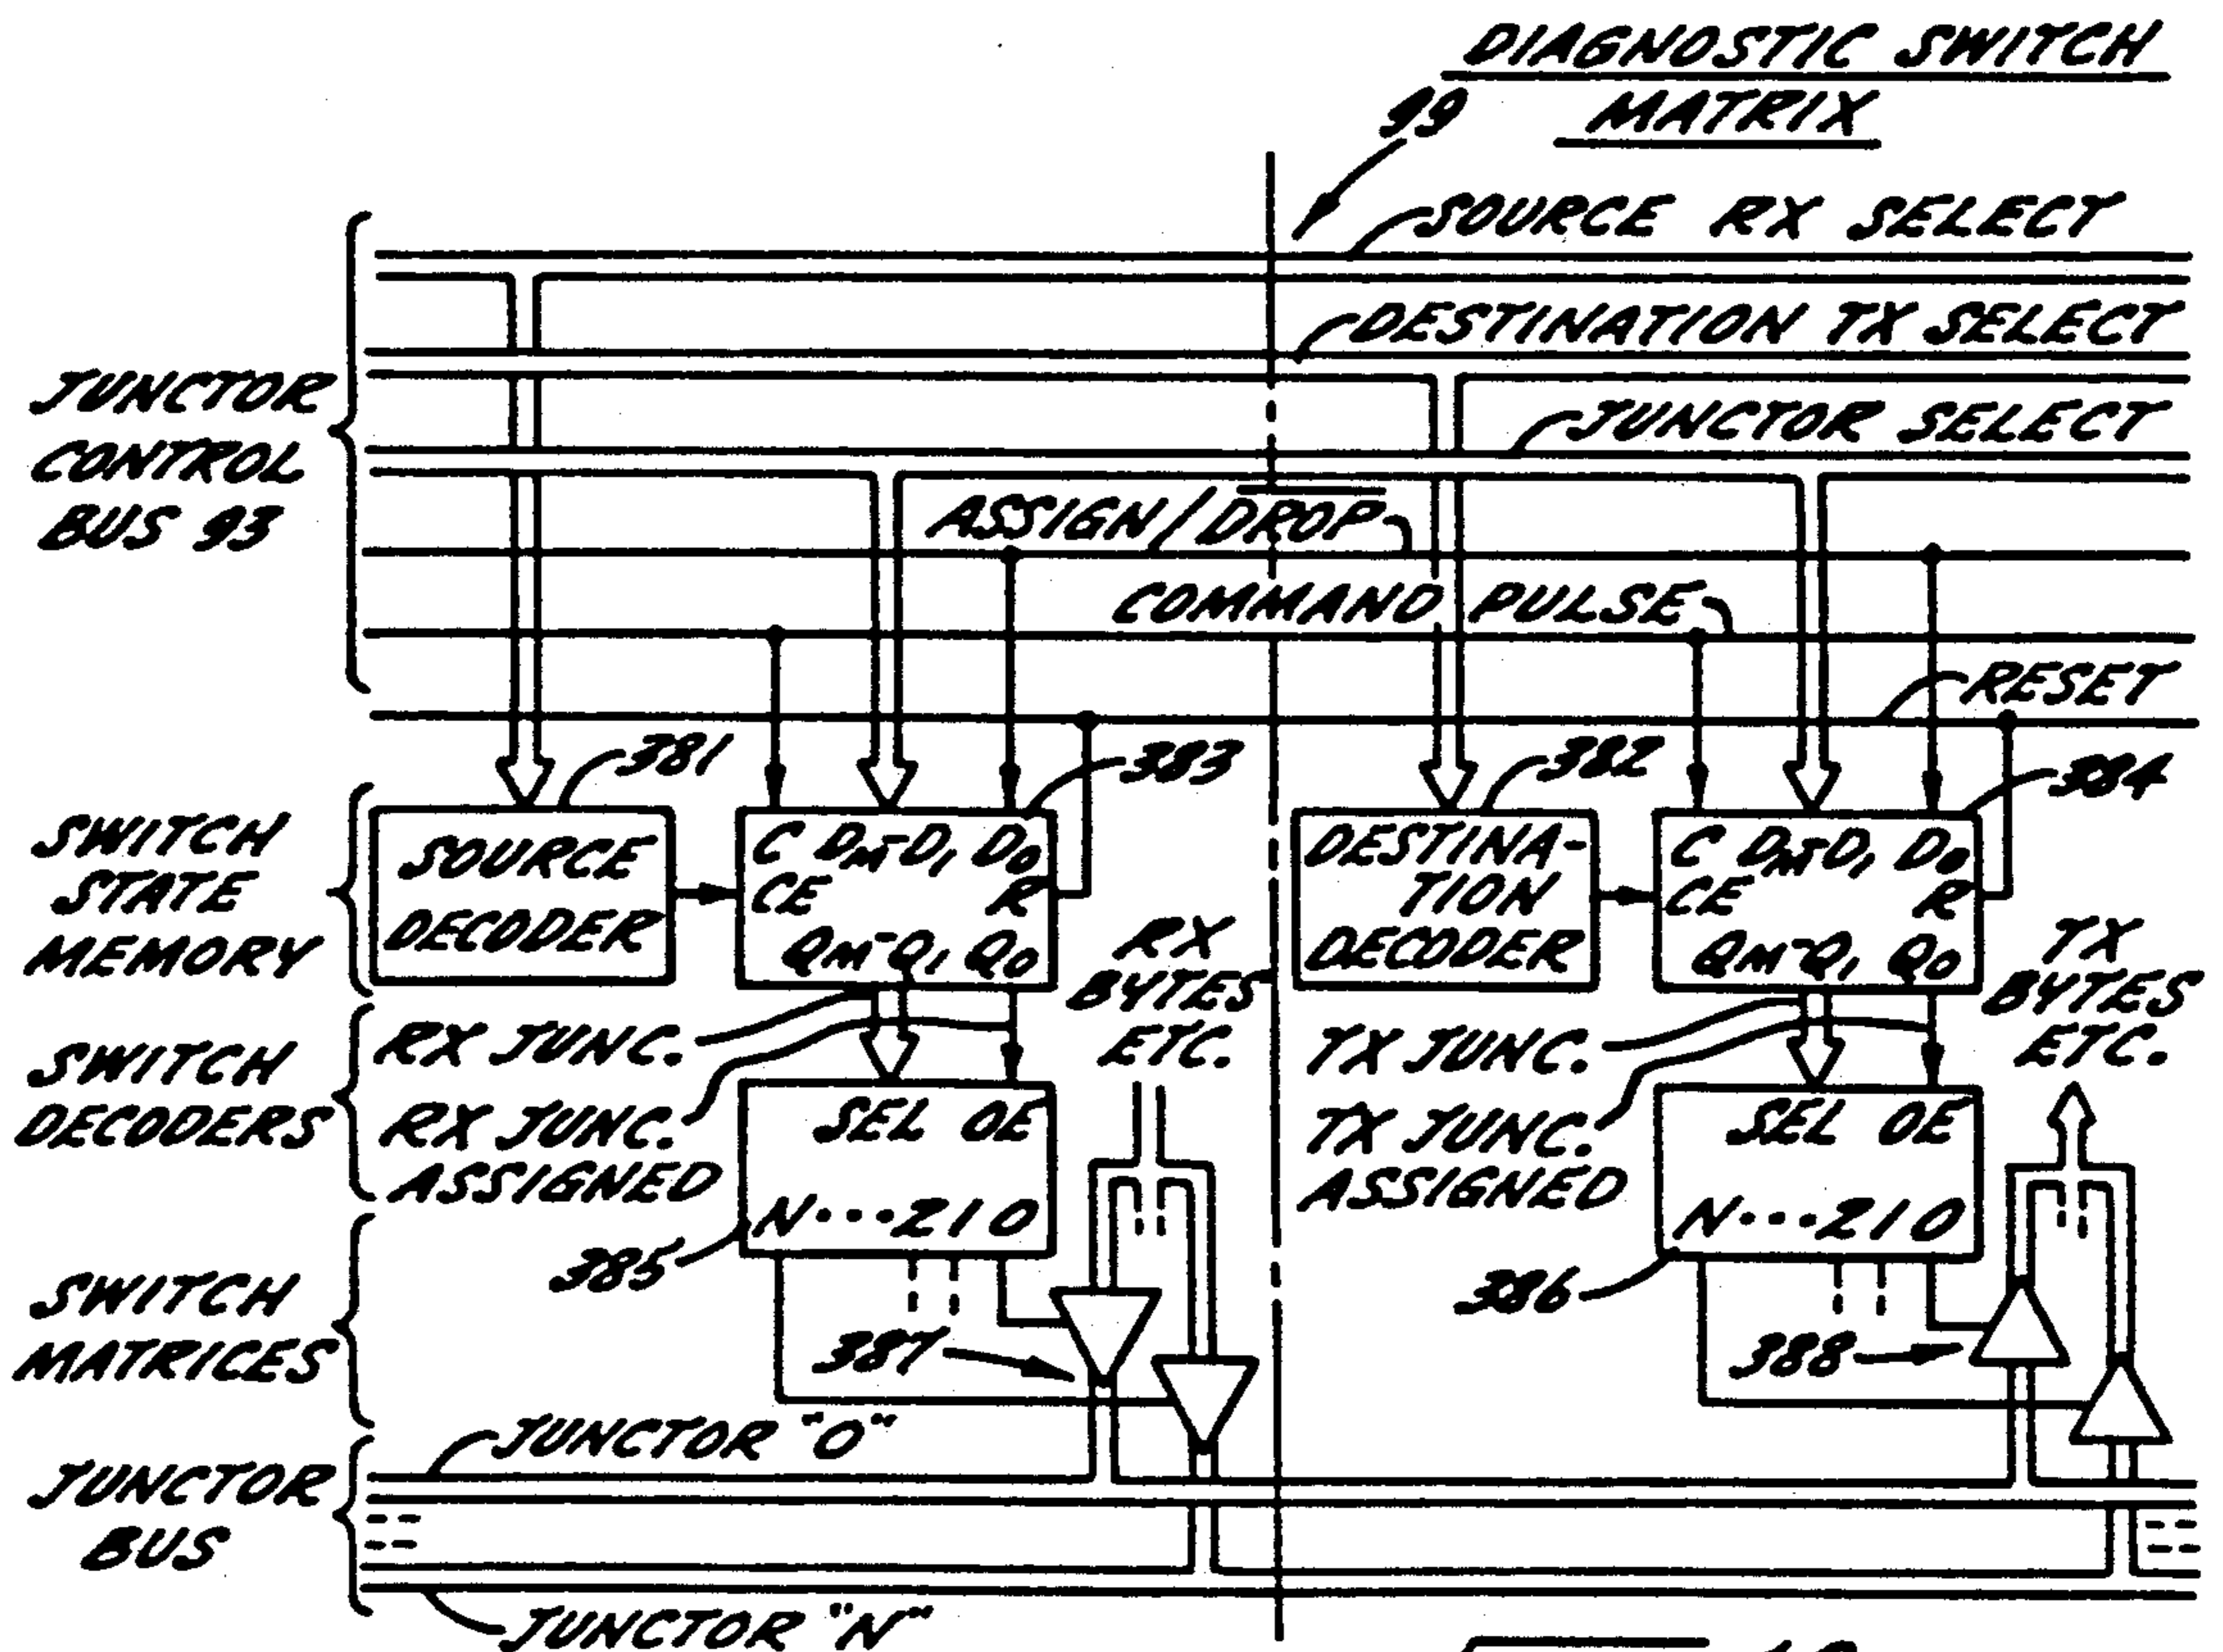 DIAGNOSTIC SWITCH
MATRIX
99
SOURCE RX SELECT
DESTINATION TX SELECT
JUNCTOR SELECT
JUNCTOR
CONTROL
BUS 93
ASSIGN/DROP
COMMAND PULSE
RESET
381
383
382
384
SWITCH
STATE
MEMORY
SOURCE
DECODER
C DM-D1 D0
CE R
QM-Q1 Q0
RX
BYTES
ETC.
DESTINA-
TION
DECODER
C DM-D1 D0
CE R
QM-Q1 Q0
TX
BYTES
ETC.
SWITCH
DECODERS
RX JUNC.
RX JUNC.
ASSIGNED
SEL OE
N...210
385
TX JUNC.
TX JUNC.
ASSIGNED
SEL OE
N...210
386
SWITCH
MATRICES
387
388
JUNCTOR
BUS
JUNCTOR "O"
JUNCTOR "N"